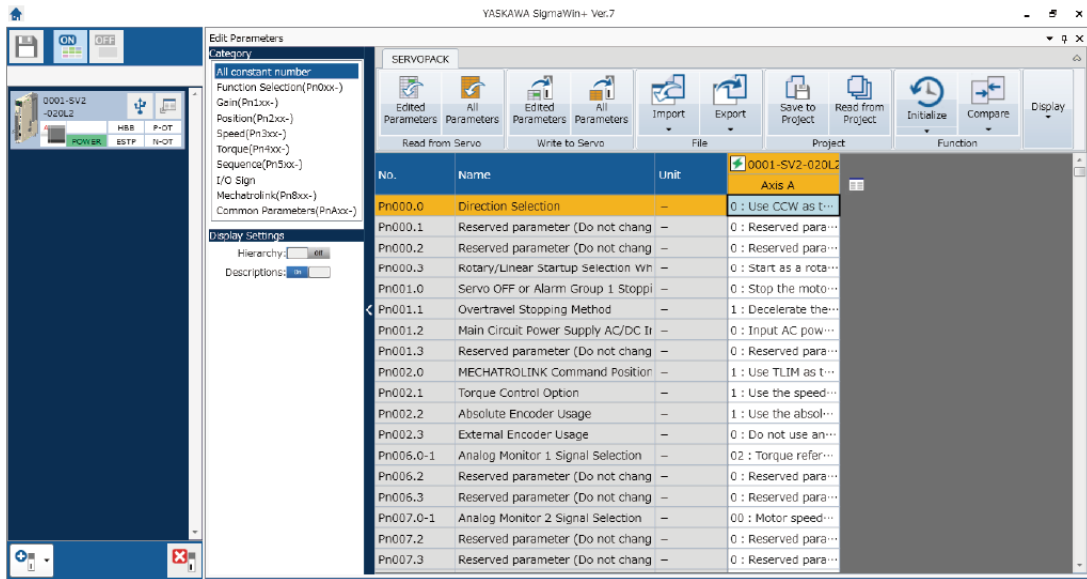 YASKAWA SigmaWin+ Ver.7
ON
OFF
0001-SV2
-020L2
HBB P-OT
POWER ESTP N-OT
Edit Parameters
Category
All constant number
Function Selection(Pn0xx-)
Gain(Pn1xx-)
Position(Pn2xx-)
Speed(Pn3xx-)
Torque(Pn4xx-)
Sequence(Pn5xx-)
I/O Sign
Mechatrolink(Pn8xx-)
Common Parameters(PnAxx-)
Display Settings
Hierarchy: Off
Descriptions: On
SERVOPACK
Edited Parameters
All Parameters
Read from Servo
Edited Parameters
All Parameters
Write to Servo
Import
Export
File
Save to Project
Read from Project
Project
Initialize
Compare
Function
Display
No. Name Unit 0001-SV2-020L2
Axis A
Pn000.0 Direction Selection – 0 : Use CCW as t···
Pn000.1 Reserved parameter (Do not chang – 0 : Reserved para···
Pn000.2 Reserved parameter (Do not chang – 0 : Reserved para···
Pn000.3 Rotary/Linear Startup Selection Wh – 0 : Start as a rota···
Pn001.0 Servo OFF or Alarm Group 1 Stoppi – 0 : Stop the moto···
Pn001.1 Overtravel Stopping Method – 1 : Decelerate the···
Pn001.2 Main Circuit Power Supply AC/DC Ir – 0 : Input AC pow···
Pn001.3 Reserved parameter (Do not chang – 0 : Reserved para···
Pn002.0 MECHATROLINK Command Position – 1 : Use TLIM as t···
Pn002.1 Torque Control Option – 1 : Use the speed···
Pn002.2 Absolute Encoder Usage – 1 : Use the absol···
Pn002.3 External Encoder Usage – 0 : Do not use an···
Pn006.0-1 Analog Monitor 1 Signal Selection – 02 : Torque refer···
Pn006.2 Reserved parameter (Do not chang – 0 : Reserved para···
Pn006.3 Reserved parameter (Do not chang – 0 : Reserved para···
Pn007.0-1 Analog Monitor 2 Signal Selection – 00 : Motor speed···
Pn007.2 Reserved parameter (Do not chang – 0 : Reserved para···
Pn007.3 Reserved parameter (Do not chang – 0 : Reserved para···